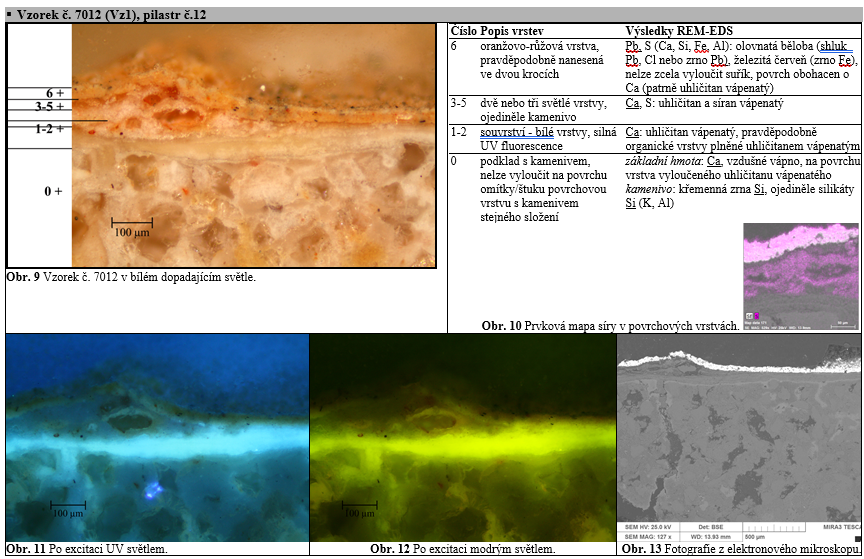 ▪ Vzorek č. 7012 (Vz1), pilastr č.12
6 +
3-5 +
1-2 +
0 +
100 µm
Obr. 9 Vzorek č. 7012 v bílém dopadajícím světle.
Číslo Popis vrstev Výsledky REM-EDS
6 oranžovo-růžová vrstva, pravděpodobně nanesená ve dvou krocích
Pb, S (Ca, Si, Fe, Al): olovnatá běloba (shluk
Pb, Cl nebo zrno Pb), železitá červeň (zrno Fe),
nelze zcela vyloučit suřík, povrch obohacen o
Ca (patrně uhličitan vápenatý)
3-5 dvě nebo tři světlé vrstvy, ojediněle kamenivo
Ca, S: uhličitan a síran vápenatý
1-2 souvrství - bílé vrstvy, silná UV fluorescence
Ca: uhličitan vápenatý, pravděpodobně
organické vrstvy plněné uhličitanem vápenatým
0 podklad s kamenivem, nelze vyloučit na povrchu omítky/štuku povrchovou vrstvu s kamenivem stejného složení
základní hmota: Ca, vzdušné vápno, na povrchu
vrstva vyloučeného uhličitanu vápenatého
kamenivo: křemenná zrna Si, ojediněle silikáty
Si (K, Al)
Obr. 10 Prvková mapa síry v povrchových vrstvách.
100 µm
Obr. 11 Po excitaci UV světlem.
100 µm
Obr. 12 Po excitaci modrým světlem.
SEM HV: 25.0 kV Det: BSE MIRA3 TESCA
SEM MAG: 127 x WD: 13.93 mm 500 µm
Obr. 13 Fotografie z elektronového mikroskopu